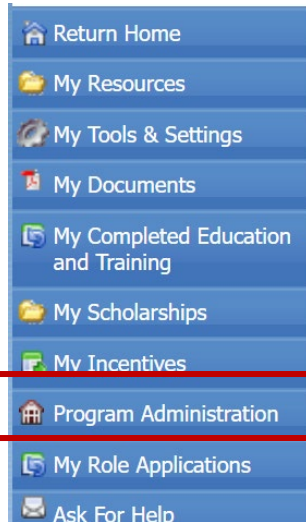 Return Home
My Resources
My Tools & Settings
My Documents
My Completed Education
and Training
My Scholarships
My Incentives
Program Administration
My Role Applications
Ask For Help